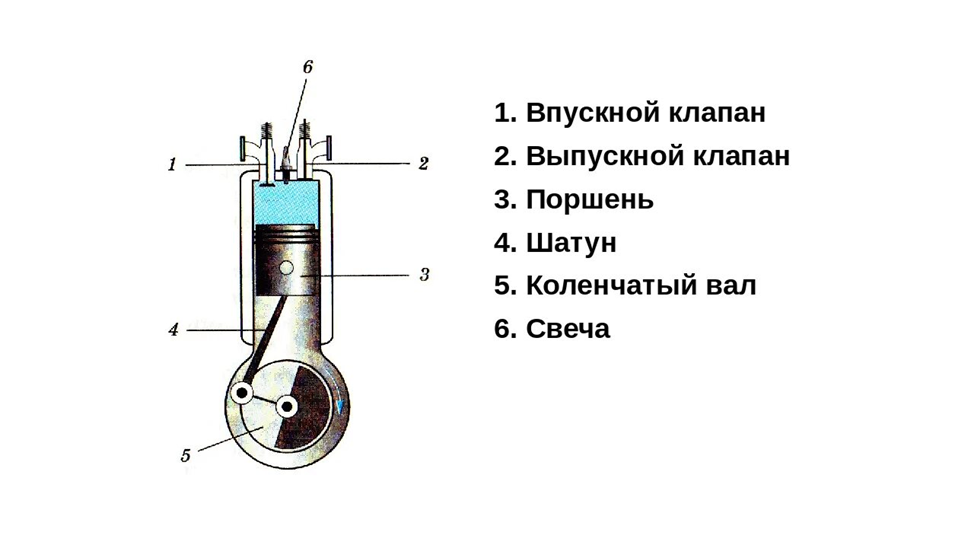 6
1
2
3
4
5
1. Впускной клапан
2. Выпускной клапан
3. Поршень
4. Шатун
5. Коленчатый вал
6. Свеча